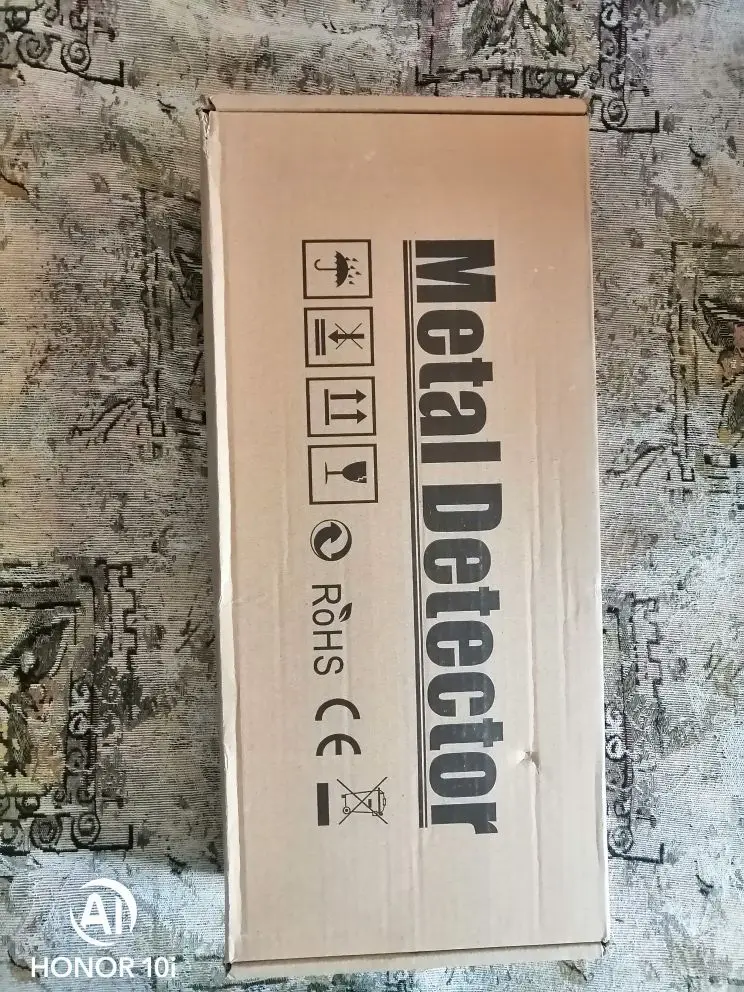 Metal Detector
RoHS CE
AI
HONOR 10i